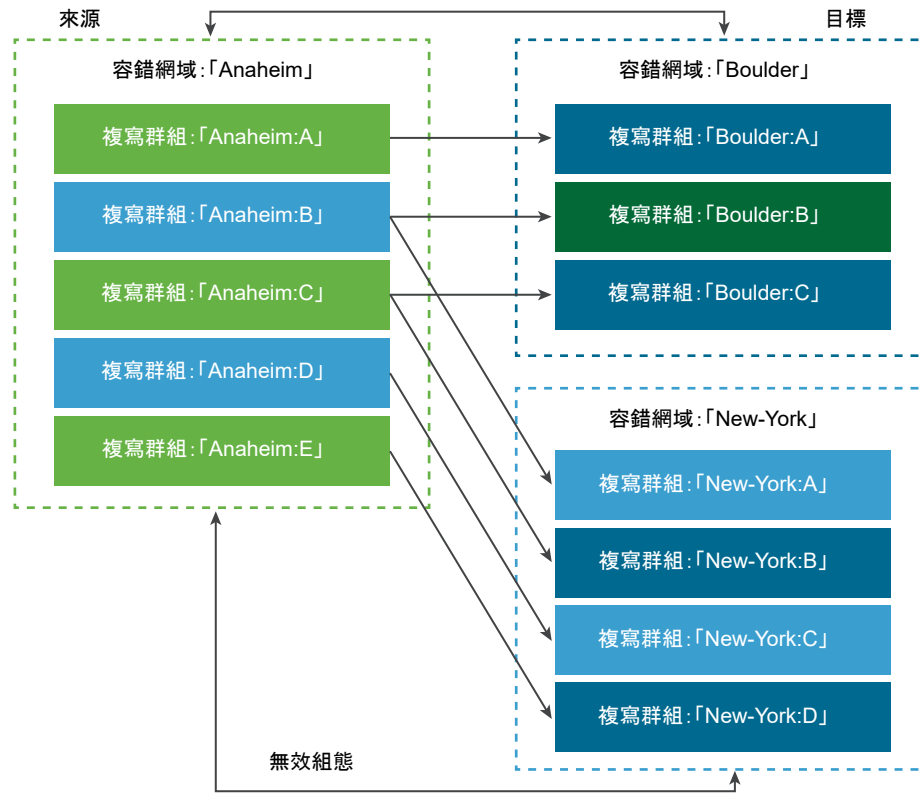 來源
目標
容錯網域:「Anaheim」
複寫群組:「Anaheim:A」
複寫群組:「Anaheim:B」
複寫群組:「Anaheim:C」
複寫群組:「Anaheim:D」
複寫群組:「Anaheim:E」
容錯網域:「Boulder」
複寫群組:「Boulder:A」
複寫群組:「Boulder:B」
複寫群組:「Boulder:C」
容錯網域:「New-York」
複寫群組:「New-York:A」
複寫群組:「New-York:B」
複寫群組:「New-York:C」
複寫群組:「New-York:D」
無效組態